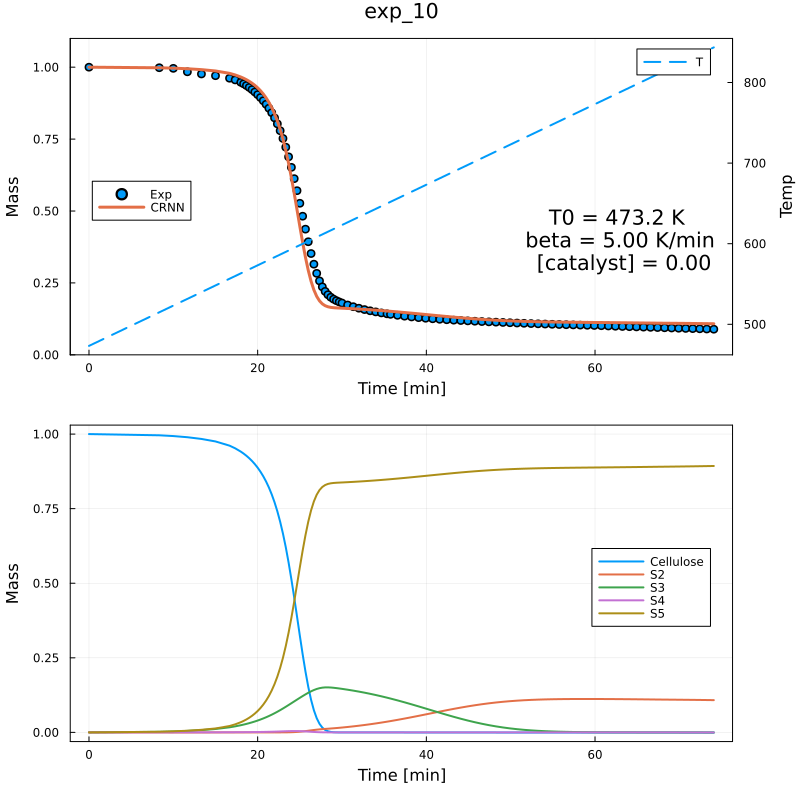 exp_10
1.00
0.75
0.50
0.25
0.00
Mass
Exp
CRNN
T
800
700
600
500
Temp
T0 = 473.2 K
beta = 5.00 K/min
[catalyst] = 0.00
0
20
40
60
Time [min]
1.00
0.75
0.50
0.25
0.00
Mass
Cellulose
S2
S3
S4
S5
0
20
40
60
Time [min]